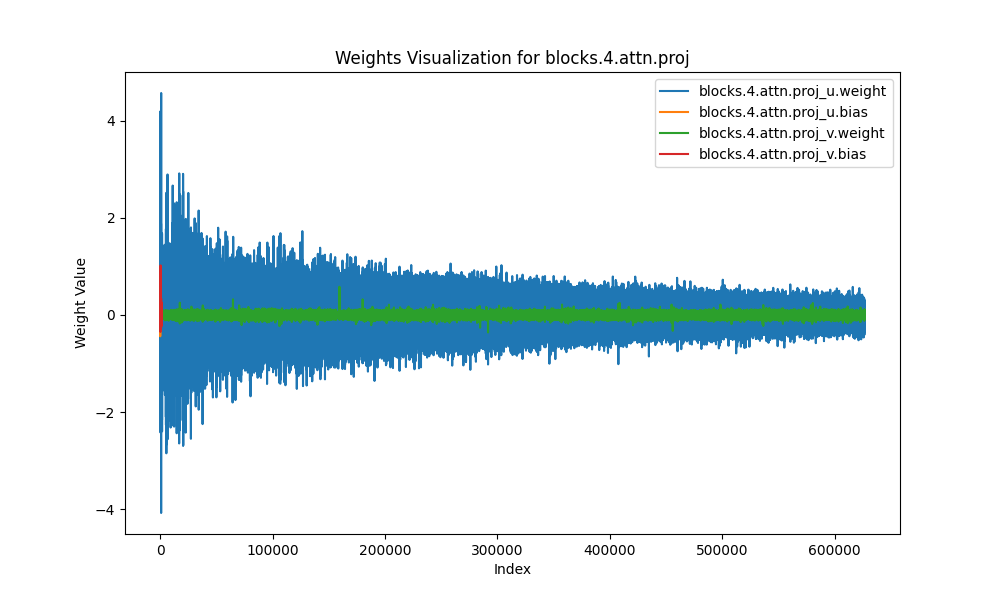 Weights Visualization for blocks.4.attn.proj
blocks.4.attn.proj_u.weight
blocks.4.attn.proj_u.bias
blocks.4.attn.proj_v.weight
blocks.4.attn.proj_v.bias
4
2
0
−2
−4
Weight Value
0
100000
200000
300000
400000
500000
600000
Index